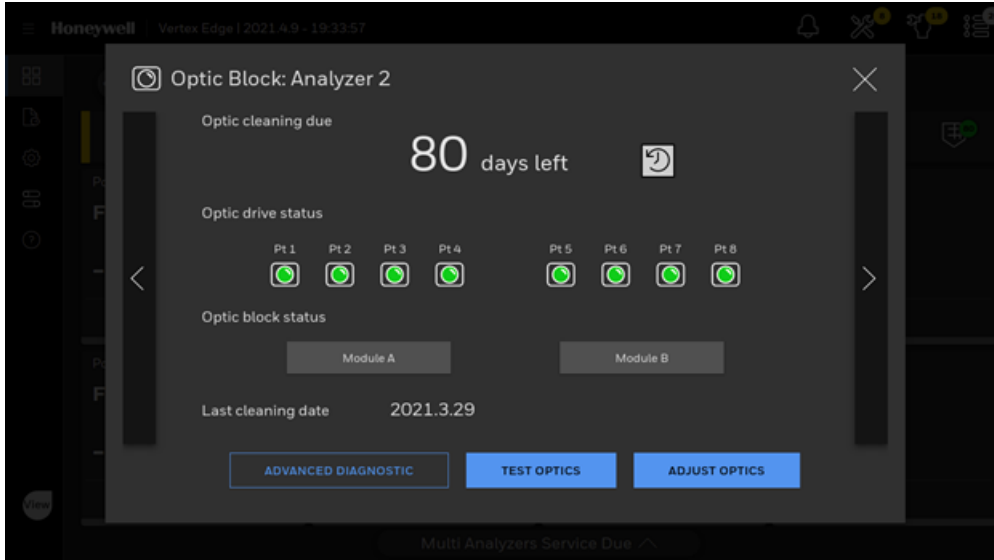 Honeywell Vertex Edge | 2021.4.9 - 19:33:57
8 18
Optic Block: Analyzer 2
Optic cleaning due
80 days left
Optic drive status
Pt 1 Pt 2 Pt 3 Pt 4 Pt 5 Pt 6 Pt 7 Pt 8
Optic block status
Module A Module B
Last cleaning date 2021.3.29
ADVANCED DIAGNOSTIC TEST OPTICS ADJUST OPTICS
View
Multi Analyzers Service Due